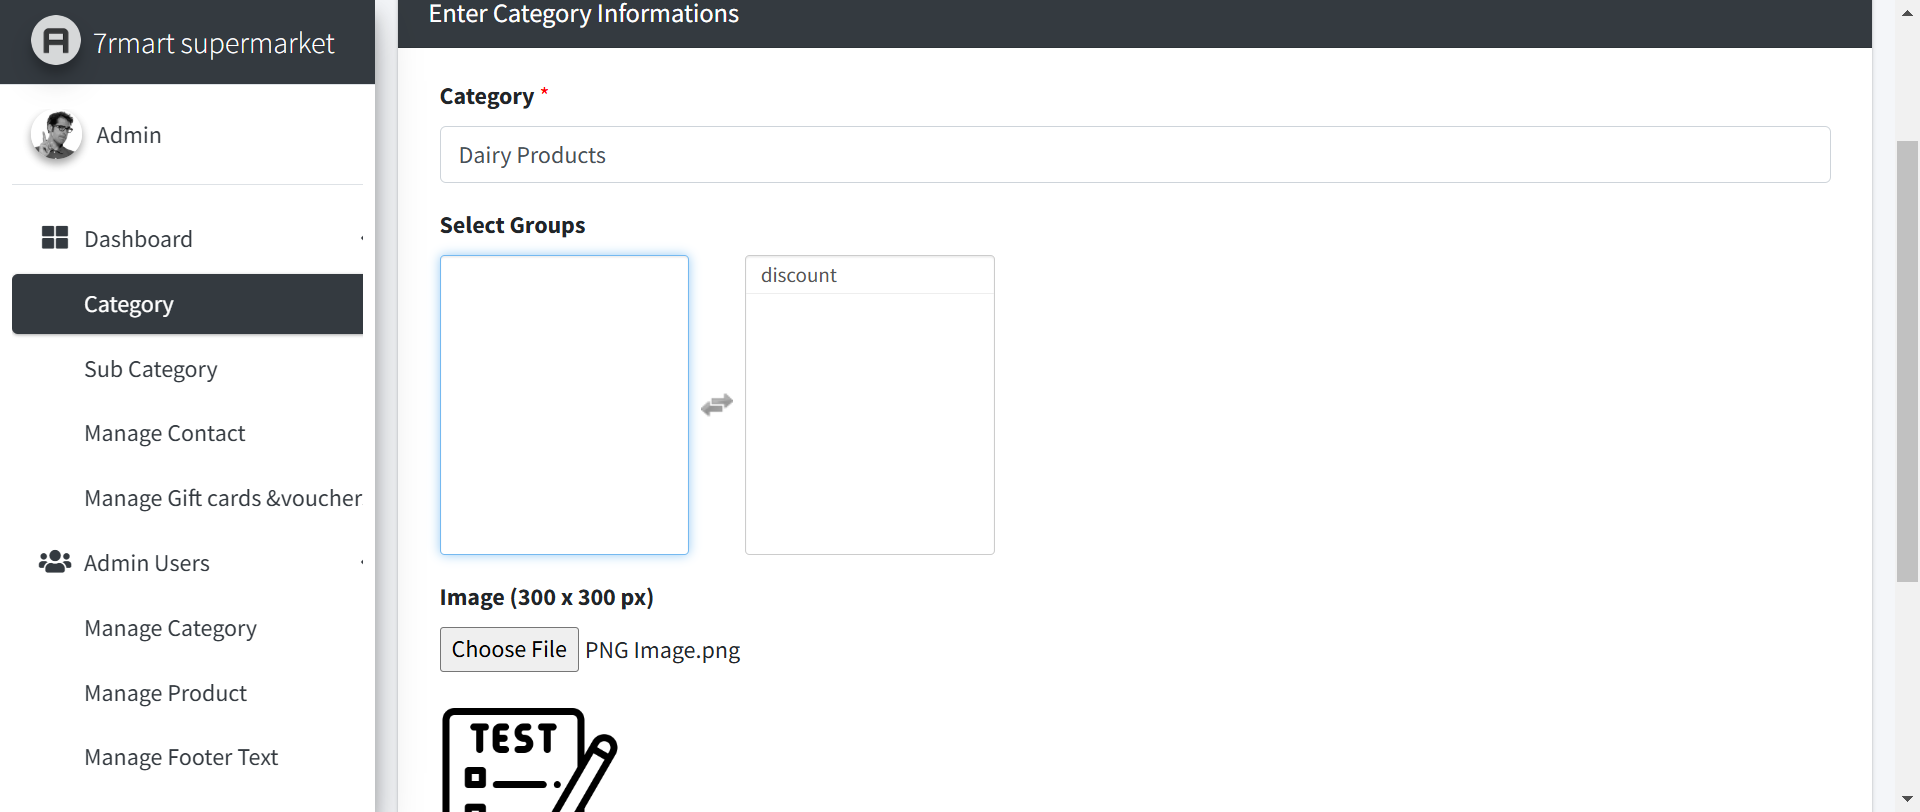 7rmart supermarket
Admin
Dashboard
Category
Sub Category
Manage Contact
Manage Gift cards &voucher
Admin Users
Manage Category
Manage Product
Manage Footer Text
Enter Category Informations
Category *
Dairy Products
Select Groups
discount
Image (300 x 300 px)
Choose File PNG Image.png
TEST